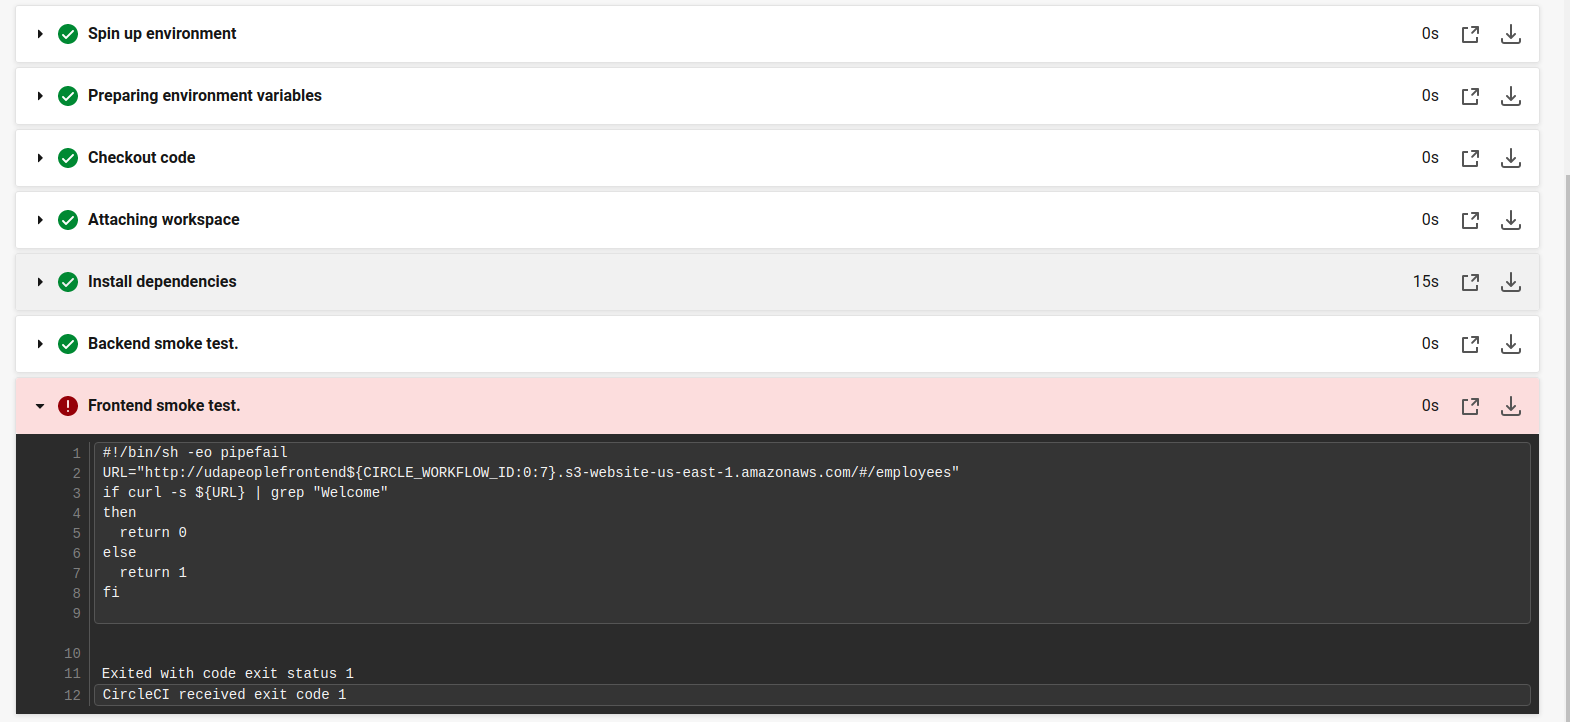 Spin up environment 0s
Preparing environment variables 0s
Checkout code 0s
Attaching workspace 0s
Install dependencies 15s
Backend smoke test. 0s
Frontend smoke test. 0s
1 #!/bin/sh -eo pipefail
2 URL="http://udapeoplefrontend${CIRCLE_WORKFLOW_ID:0:7}.s3-website-us-east-1.amazonaws.com/#/employees"
3 if curl -s ${URL} | grep "Welcome"
4 then
5   return 0
6 else
7   return 1
8 fi
9
10
11 Exited with code exit status 1
12 CircleCI received exit code 1